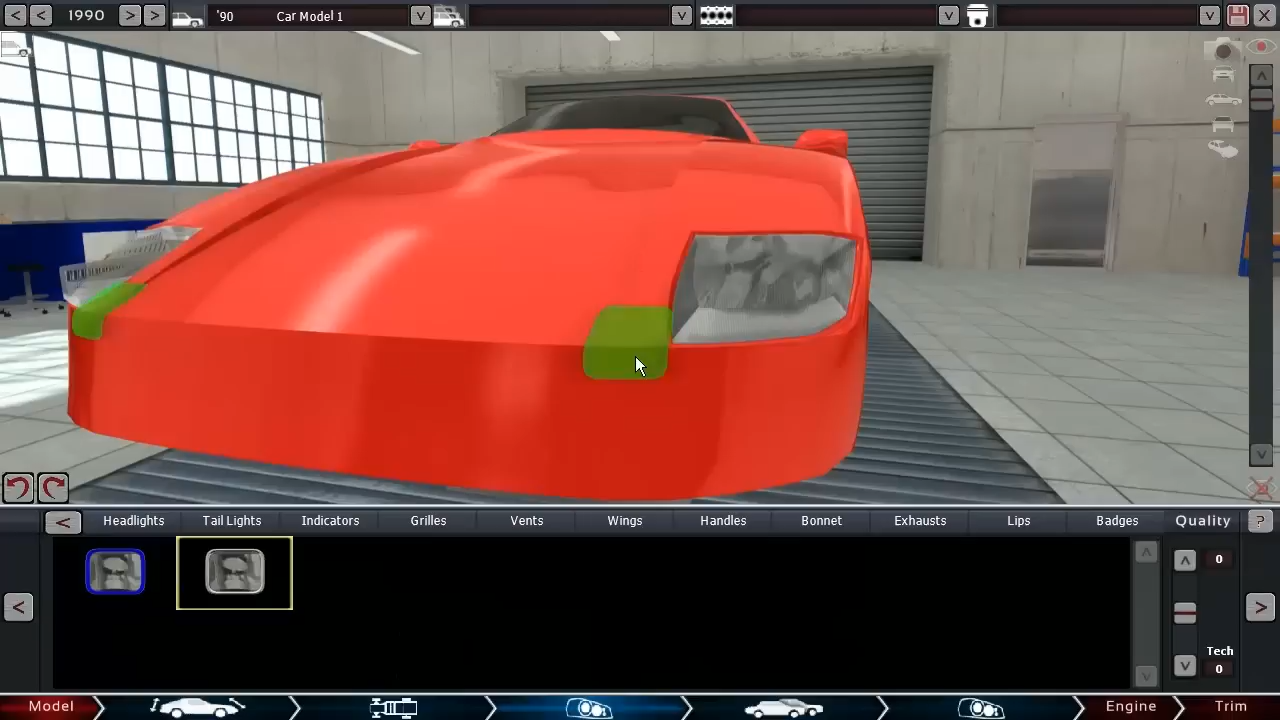 1990
'90 Car Model 1
Headlights Tail Lights Indicators Grilles Vents Wings Handles Bonnet Exhausts Lips Badges Quality
0
Tech
0
Model Engine Trim